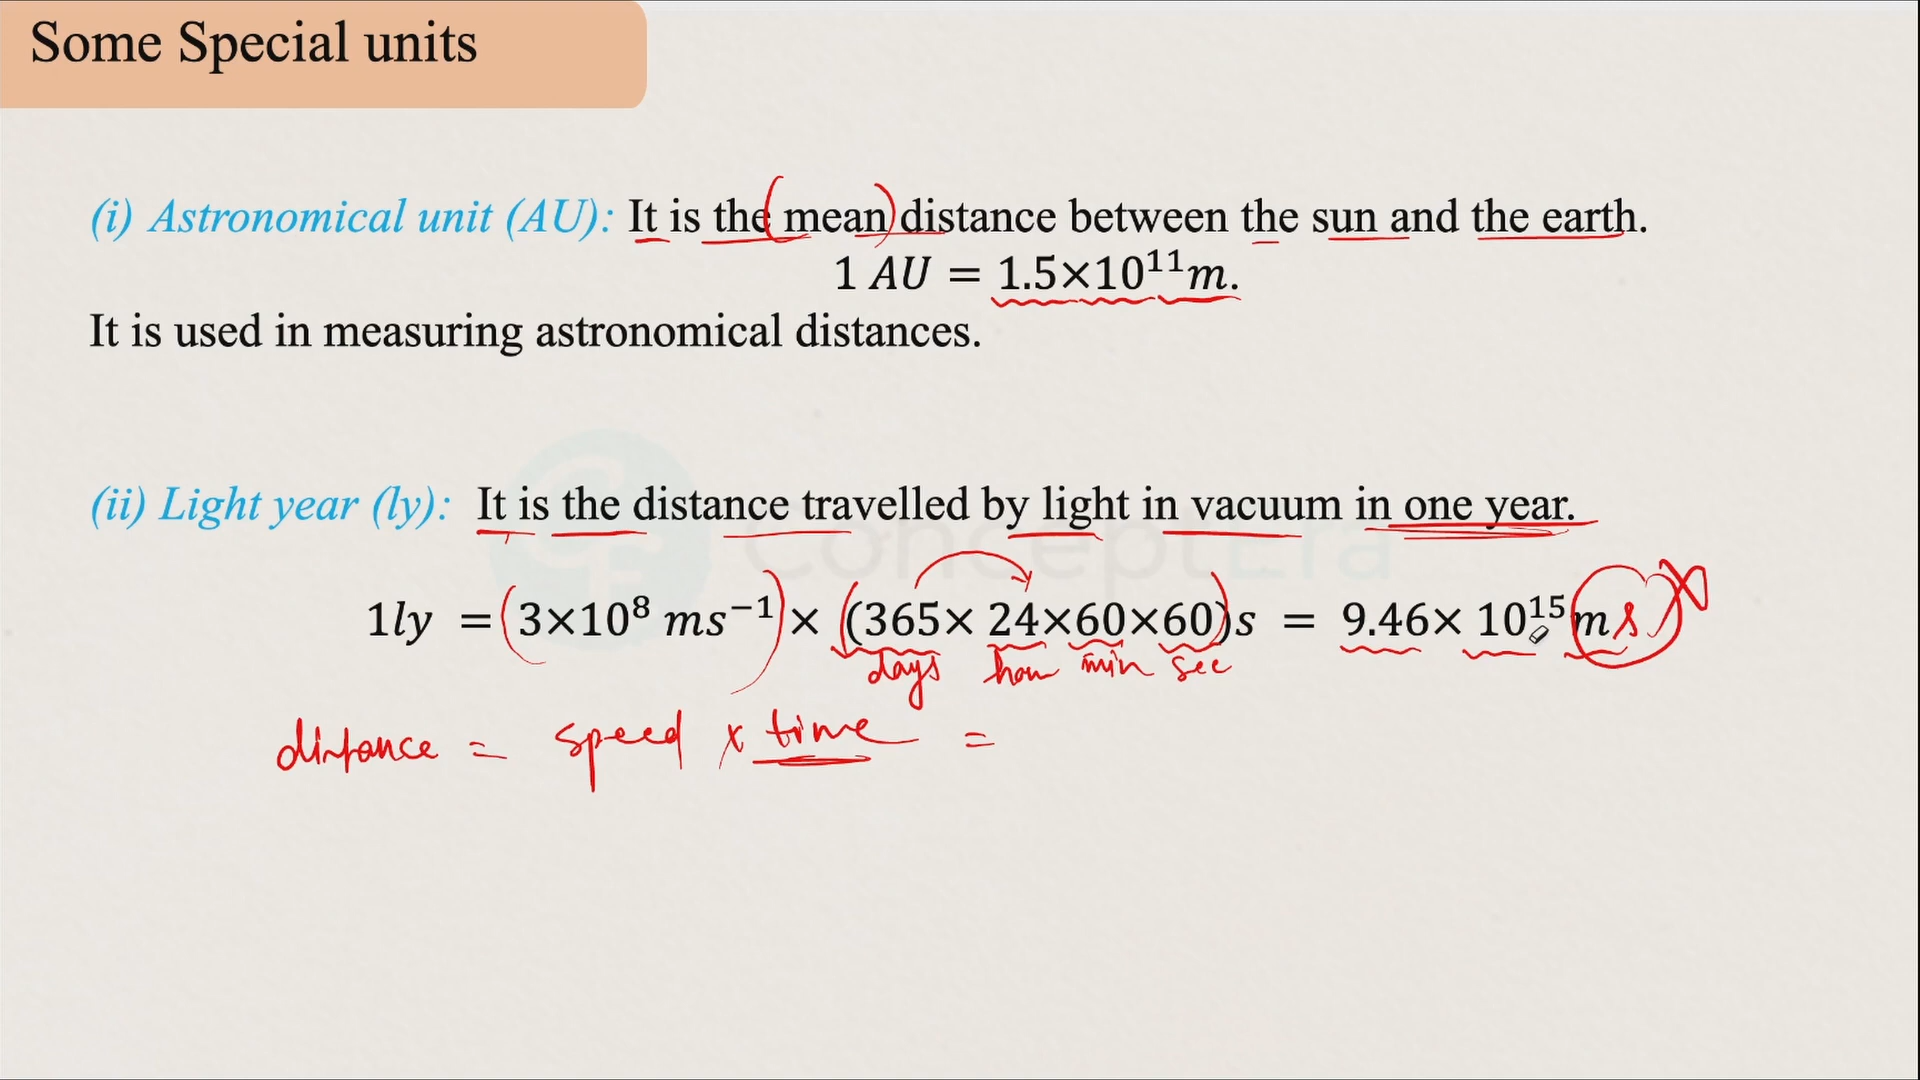 Some Special units
(i) Astronomical unit (AU): It is the mean distance between the sun and the earth.
1 AU = 1.5×10¹¹m.
It is used in measuring astronomical distances.
(ii) Light year (ly): It is the distance travelled by light in vacuum in one year.
ConceptEra
1ly = 3×10⁸ ms⁻¹ × (365× 24×60×60)s = 9.46× 10¹⁵m s
days hour min sec
distance = speed × time =